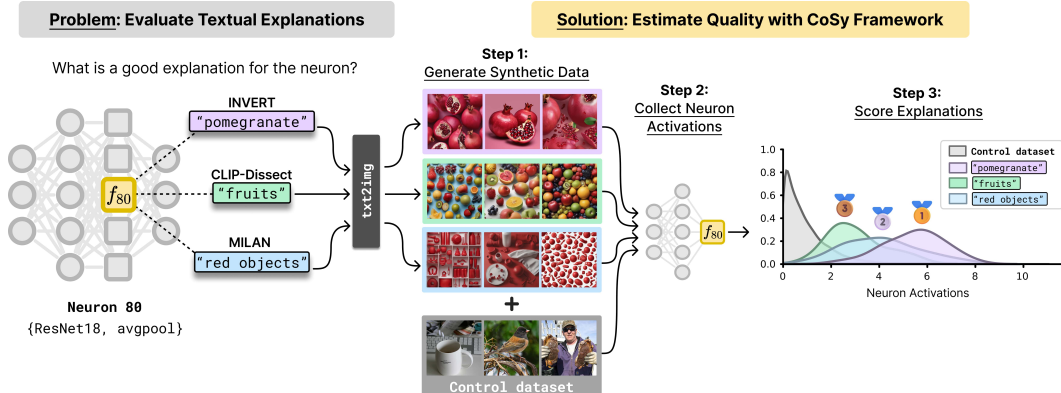 Problem: Evaluate Textual Explanations
Solution: Estimate Quality with CoSy Framework
What is a good explanation for the neuron?
INVERT
"pomegranate"
CLIP-Dissect
"fruits"
MILAN
"red objects"
f80
Neuron 80
{ResNet18, avgpool}
txt2img
Step 1:
Generate Synthetic Data
+
Control dataset
Step 2:
Collect Neuron
Activations
f80
Step 3:
Score Explanations
Control dataset
"pomegranate"
"fruits"
"red objects"
1.0
0.8
0.6
0.4
0.2
0.0
3
2
1
0
2
4
6
8
10
Neuron Activations